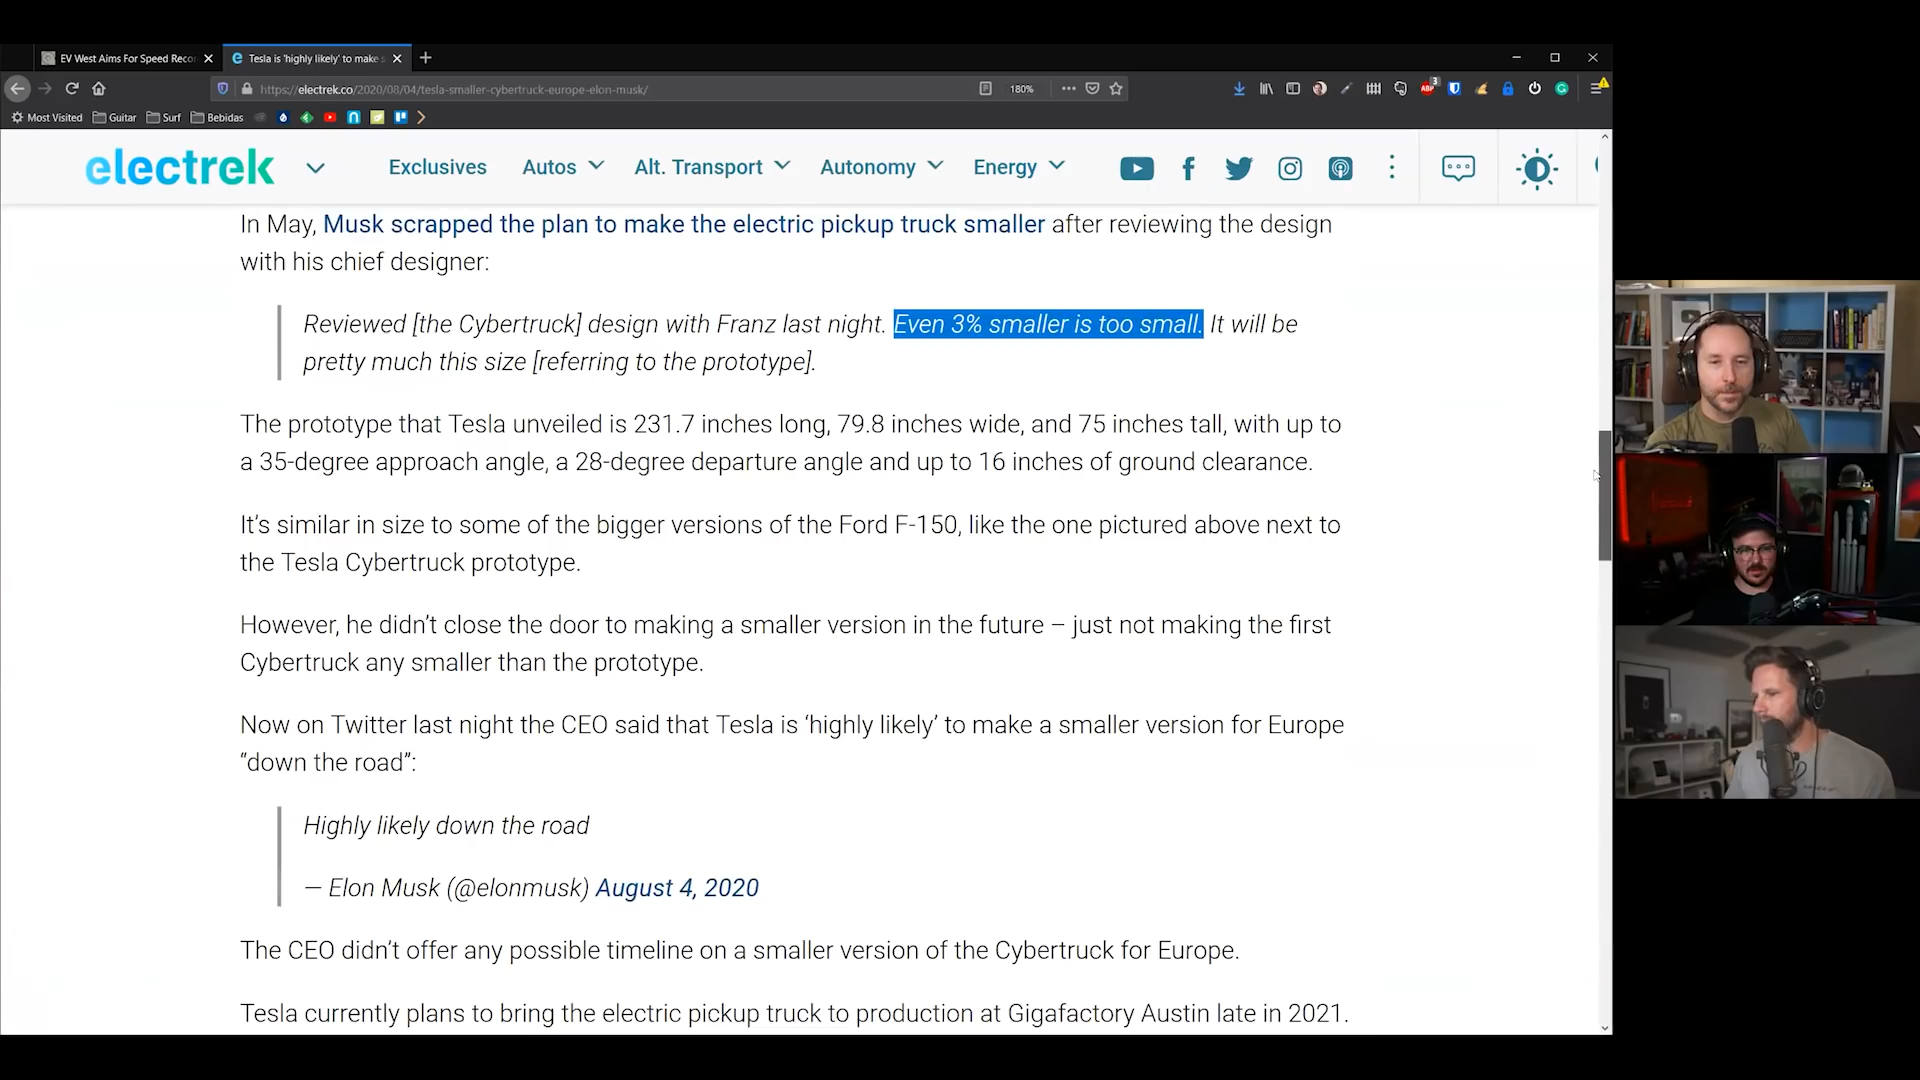 EV West Aims For Speed Reco
Tesla is 'highly likely' to make s
https://electrek.co/2020/08/04/tesla-smaller-cybertruck-europe-elon-musk/
180%
ABP
3
Most Visited
Guitar
Surf
Bebidas
electrek
Exclusives
Autos
Alt. Transport
Autonomy
Energy
In May, Musk scrapped the plan to make the electric pickup truck smaller after reviewing the design
with his chief designer:
Reviewed [the Cybertruck] design with Franz last night. Even 3% smaller is too small. It will be
pretty much this size [referring to the prototype].
The prototype that Tesla unveiled is 231.7 inches long, 79.8 inches wide, and 75 inches tall, with up to
a 35-degree approach angle, a 28-degree departure angle and up to 16 inches of ground clearance.
It’s similar in size to some of the bigger versions of the Ford F-150, like the one pictured above next to
the Tesla Cybertruck prototype.
However, he didn’t close the door to making a smaller version in the future – just not making the first
Cybertruck any smaller than the prototype.
Now on Twitter last night the CEO said that Tesla is ‘highly likely’ to make a smaller version for Europe
“down the road”:
Highly likely down the road
— Elon Musk (@elonmusk) August 4, 2020
The CEO didn’t offer any possible timeline on a smaller version of the Cybertruck for Europe.
Tesla currently plans to bring the electric pickup truck to production at Gigafactory Austin late in 2021.